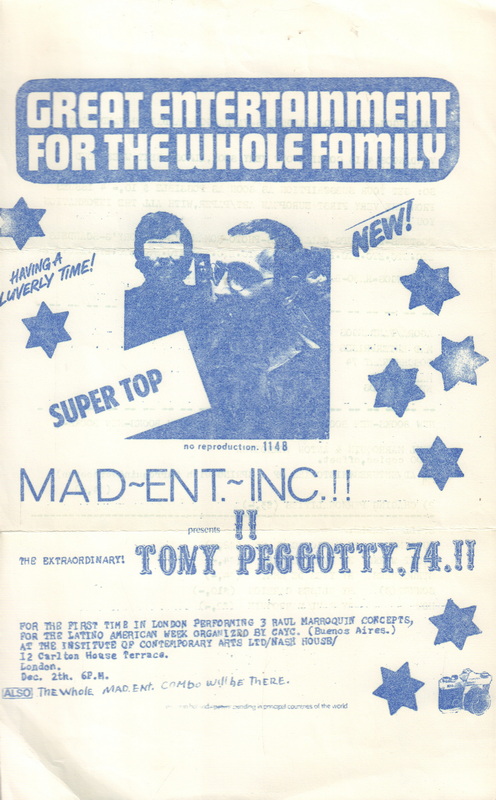 GREAT ENTERTAINMENT
FOR THE WHOLE FAMILY
NEW!
HAVING A
LUVERLY TIME!
SUPER TOP
no reproduction. 1148
MAD~ENT.~INC.!!
presents !!
THE EXTRAORDINARY! TONY PEGGOTTY,74.!!
FOR THE FIRST TIME IN LONDON PERFORMING 3 RAUL MARROQUIN CONCEPTS,
FOR THE LATINO AMERICAN WEEK ORGANIZED BY CAYC. (Buenos Aires.)
AT THE INSTITUTE OF CONTEMPORARY ARTS LTD/NASH HOUSE/
12 Carlton House Terrace.
London.
Dec. 2th. 6P.M.
ALSO THE WHOLE MAD.ENT. COMBO WILL BE THERE.
pending in principal countries of the world